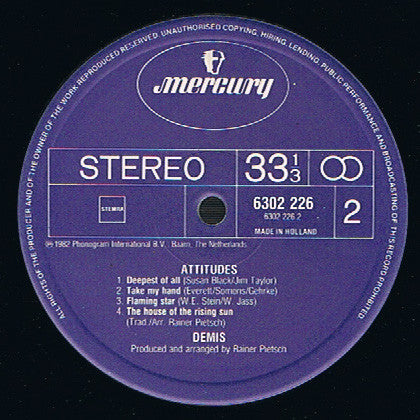 ALL RIGHTS OF THE PRODUCER AND OF THE OWNER OF THE WORK REPRODUCED RESERVED. UNAUTHORISED COPYING, HIRING, LENDING, PUBLIC PERFORMANCE AND BROADCASTING OF THIS RECORD PROHIBITED
mercury
STEREO 33 1/3
STEMRA
6302 226
6302 226 2
MADE IN HOLLAND
2
℗ 1982 Phonogram International B.V., Baarn, The Netherlands
ATTITUDES
1. Deepest of all (Susan Black/Jim Taylor)
2. Take my hand (Everett/Somons/Gehrke)
3. Flaming star (W.E. Stein/W. Jass)
4. The house of the rising sun
(Trad./Arr. Rainer Pietsch)
DEMIS
Produced and arranged by Rainer Pietsch